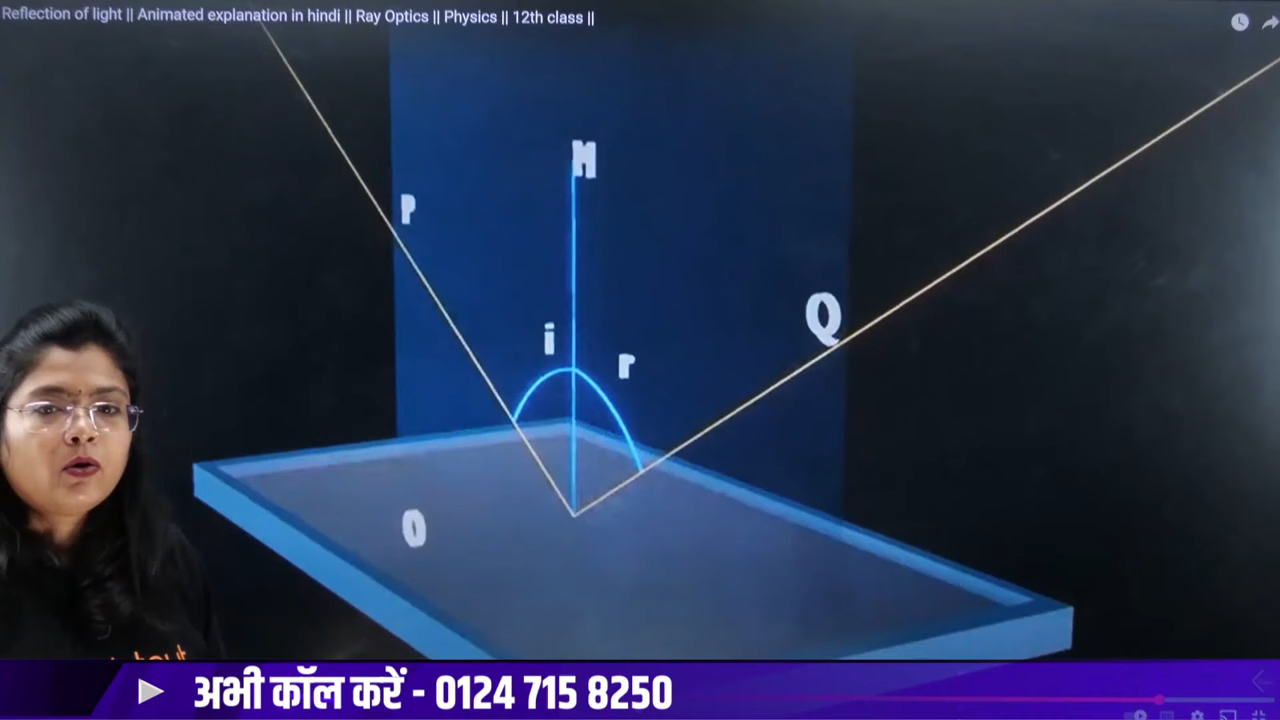 Reflection of light || Animated explanation in hindi || Ray Optics || Physics || 12th class ||
M
P
Q
i
r
O
अभी कॉल करें - 0124 715 8250